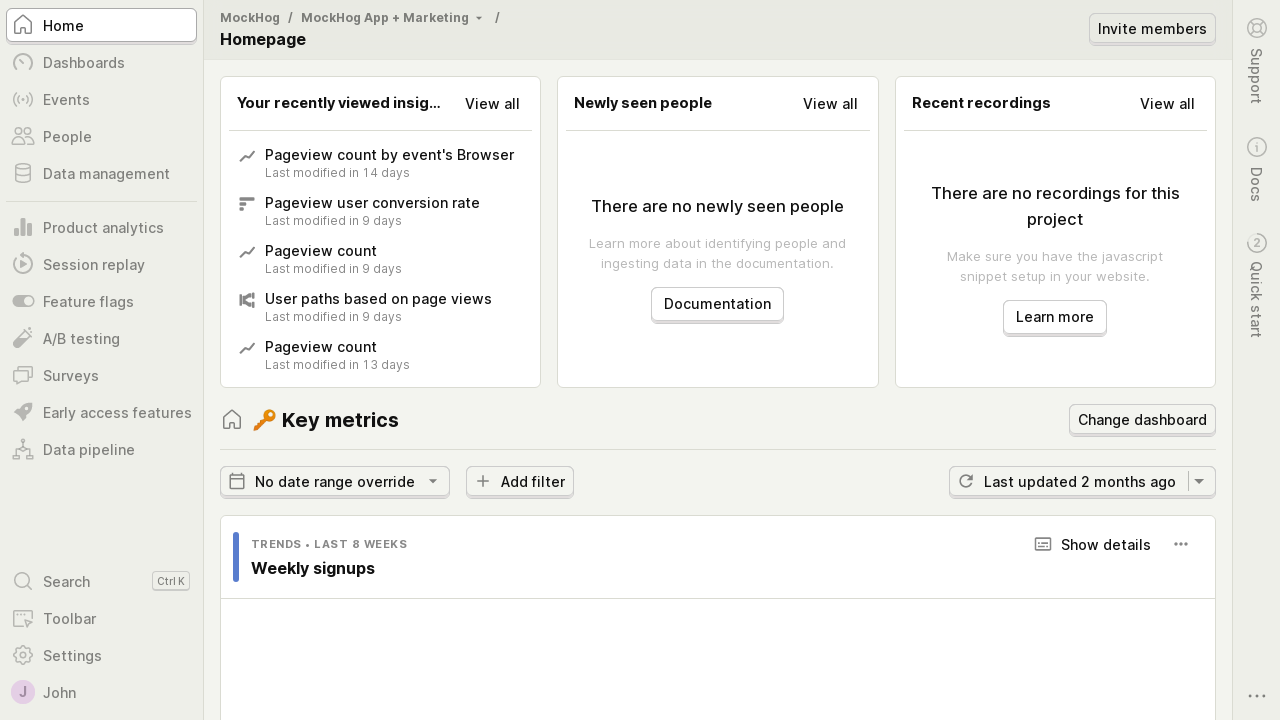 Home
Dashboards
Events
People
Data management
Product analytics
Session replay
Feature flags
A/B testing
Surveys
Early access features
Data pipeline
Search
Ctrl K
Toolbar
Settings
J
John
MockHog / MockHog App + Marketing /
Homepage
Invite members
Your recently viewed insig...
View all
Pageview count by event's Browser
Last modified in 14 days
Pageview user conversion rate
Last modified in 9 days
Pageview count
Last modified in 9 days
User paths based on page views
Last modified in 9 days
Pageview count
Last modified in 13 days
Newly seen people
View all
There are no newly seen people
Learn more about identifying people and
ingesting data in the documentation.
Documentation
Recent recordings
View all
There are no recordings for this
project
Make sure you have the javascript
snippet setup in your website.
Learn more
🔑 Key metrics
Change dashboard
No date range override
Add filter
Last updated 2 months ago
TRENDS • LAST 8 WEEKS
Weekly signups
Show details
Support
Docs
2
Quick start